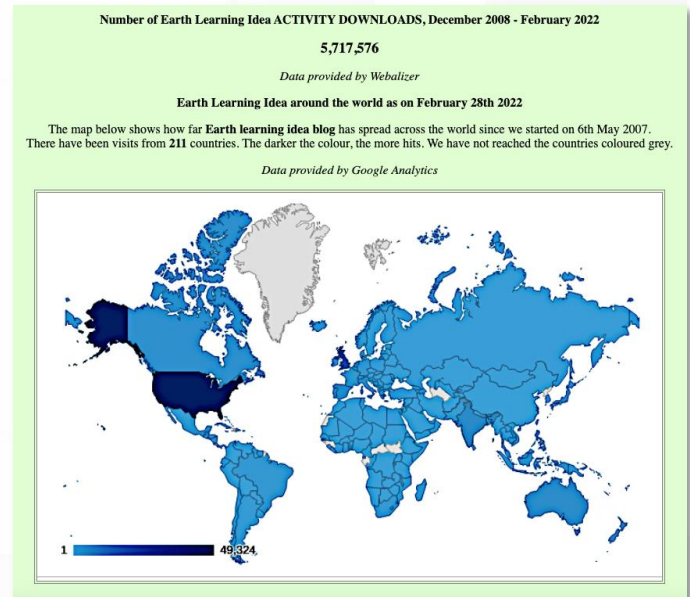 Number of Earth Learning Idea ACTIVITY DOWNLOADS, December 2008 - February 2022
5,717,576
Data provided by Webalizer
Earth Learning Idea around the world as on February 28th 2022
The map below shows how far Earth learning idea blog has spread across the world since we started on 6th May 2007.
There have been visits from 211 countries. The darker the colour, the more hits. We have not reached the countries coloured grey.
Data provided by Google Analytics
1 49,324